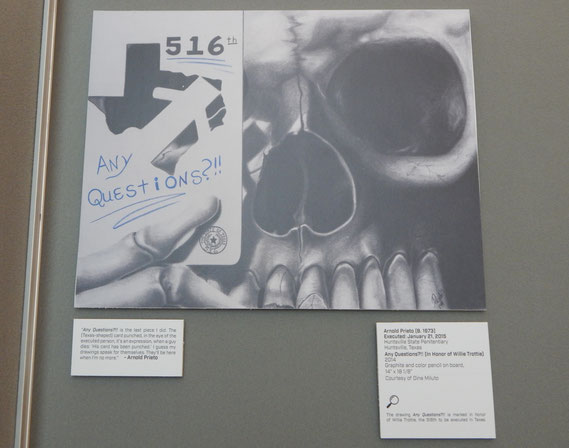 516th
ANY
QUESTIONS?!!
"Any Questions?!! is the last piece I did. The
(Texas-shaped) card punched, in the eye of the
executed person, it's an expression, when a guy
dies: 'His card has been punched.' I guess my
drawings speak for themselves. They'll be here
when I'm no more."  —Arnold Prieto
Arnold Prieto (B. 1973)
Executed: January 21, 2015
Huntsville State Penitentiary
Huntsville, Texas
Any Questions?!! (In Honor of Willie Trottie)
2014
Graphite and color pencil on board,
Courtesy of Dina Milito
The drawing Any Questions?!! is marked in honor
of Willie Trottie, the 516th to be executed in Texas.